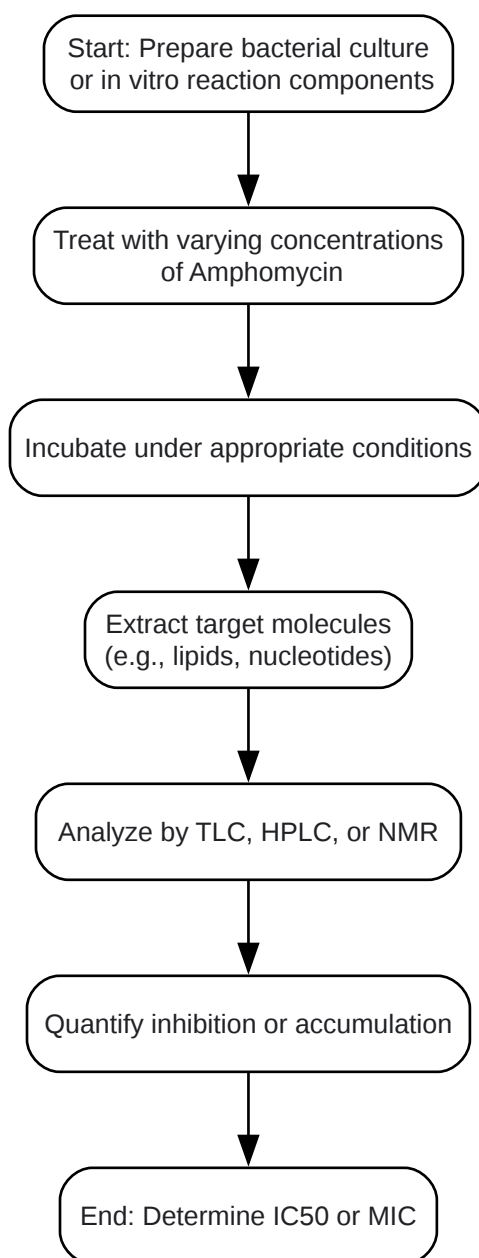 Start: Prepare bacterial culture
or in vitro reaction components
Treat with varying concentrations
of Amphomycin
Incubate under appropriate conditions
Extract target molecules
(e.g., lipids, nucleotides)
Analyze by TLC, HPLC, or NMR
Quantify inhibition or accumulation
End: Determine IC50 or MIC